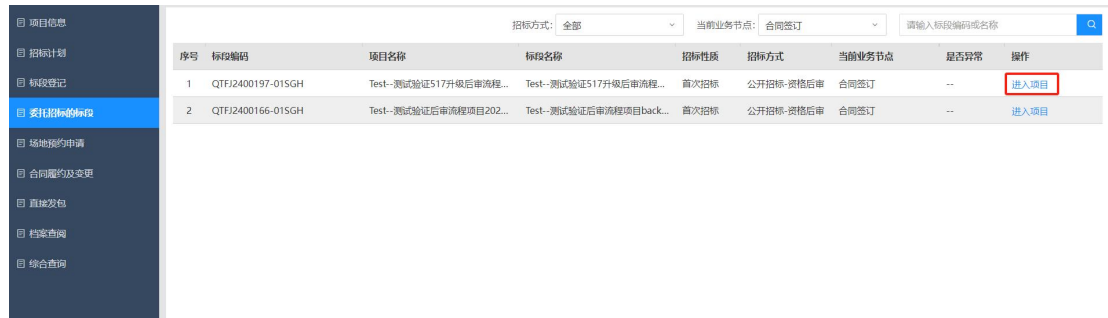 项目信息
招标计划
标段登记
委托招标的标段
场地预约申请
合同履约及变更
直接发包
档案查阅
综合查询
招标方式: 全部 当前业务节点: 合同签订 请输入标段编码或名称
序号 标段编码 项目名称 标段名称 招标性质 招标方式 当前业务节点 是否异常 操作
1 QTFJ2400197-01SGH Test--测试验证517升级后审流程... Test--测试验证517升级后审流程... 首次招标 公开招标-资格后审 合同签订 -- 进入项目
2 QTFJ2400166-01SGH Test--测试验证后审流程项目202... Test--测试验证后审流程项目back... 首次招标 公开招标-资格后审 合同签订 -- 进入项目